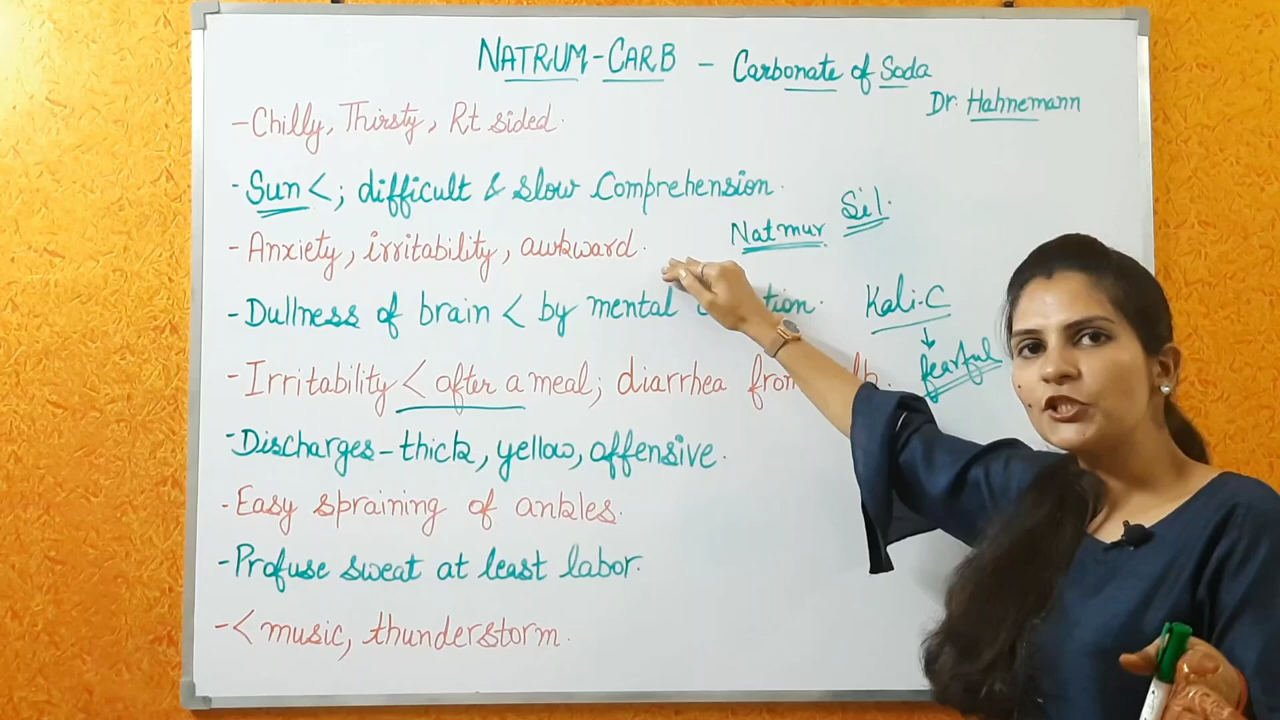 NATRUM-CARB - Carbonate of Soda
Dr. Hahnemann
- Chilly, Thirsty, Rt sided.
- Sun <; difficult & slow Comprehension.
Sil.
Natmur
- Anxiety, irritability, awkward.
- Dullness of brain < by mental tion.
Kali-C
↓
fearful
- Irritability < after a meal; diarrhea from
- Discharges - thick, yellow, offensive.
- Easy spraining of ankles.
- Profuse sweat at least labor.
- < music, thunderstorm.